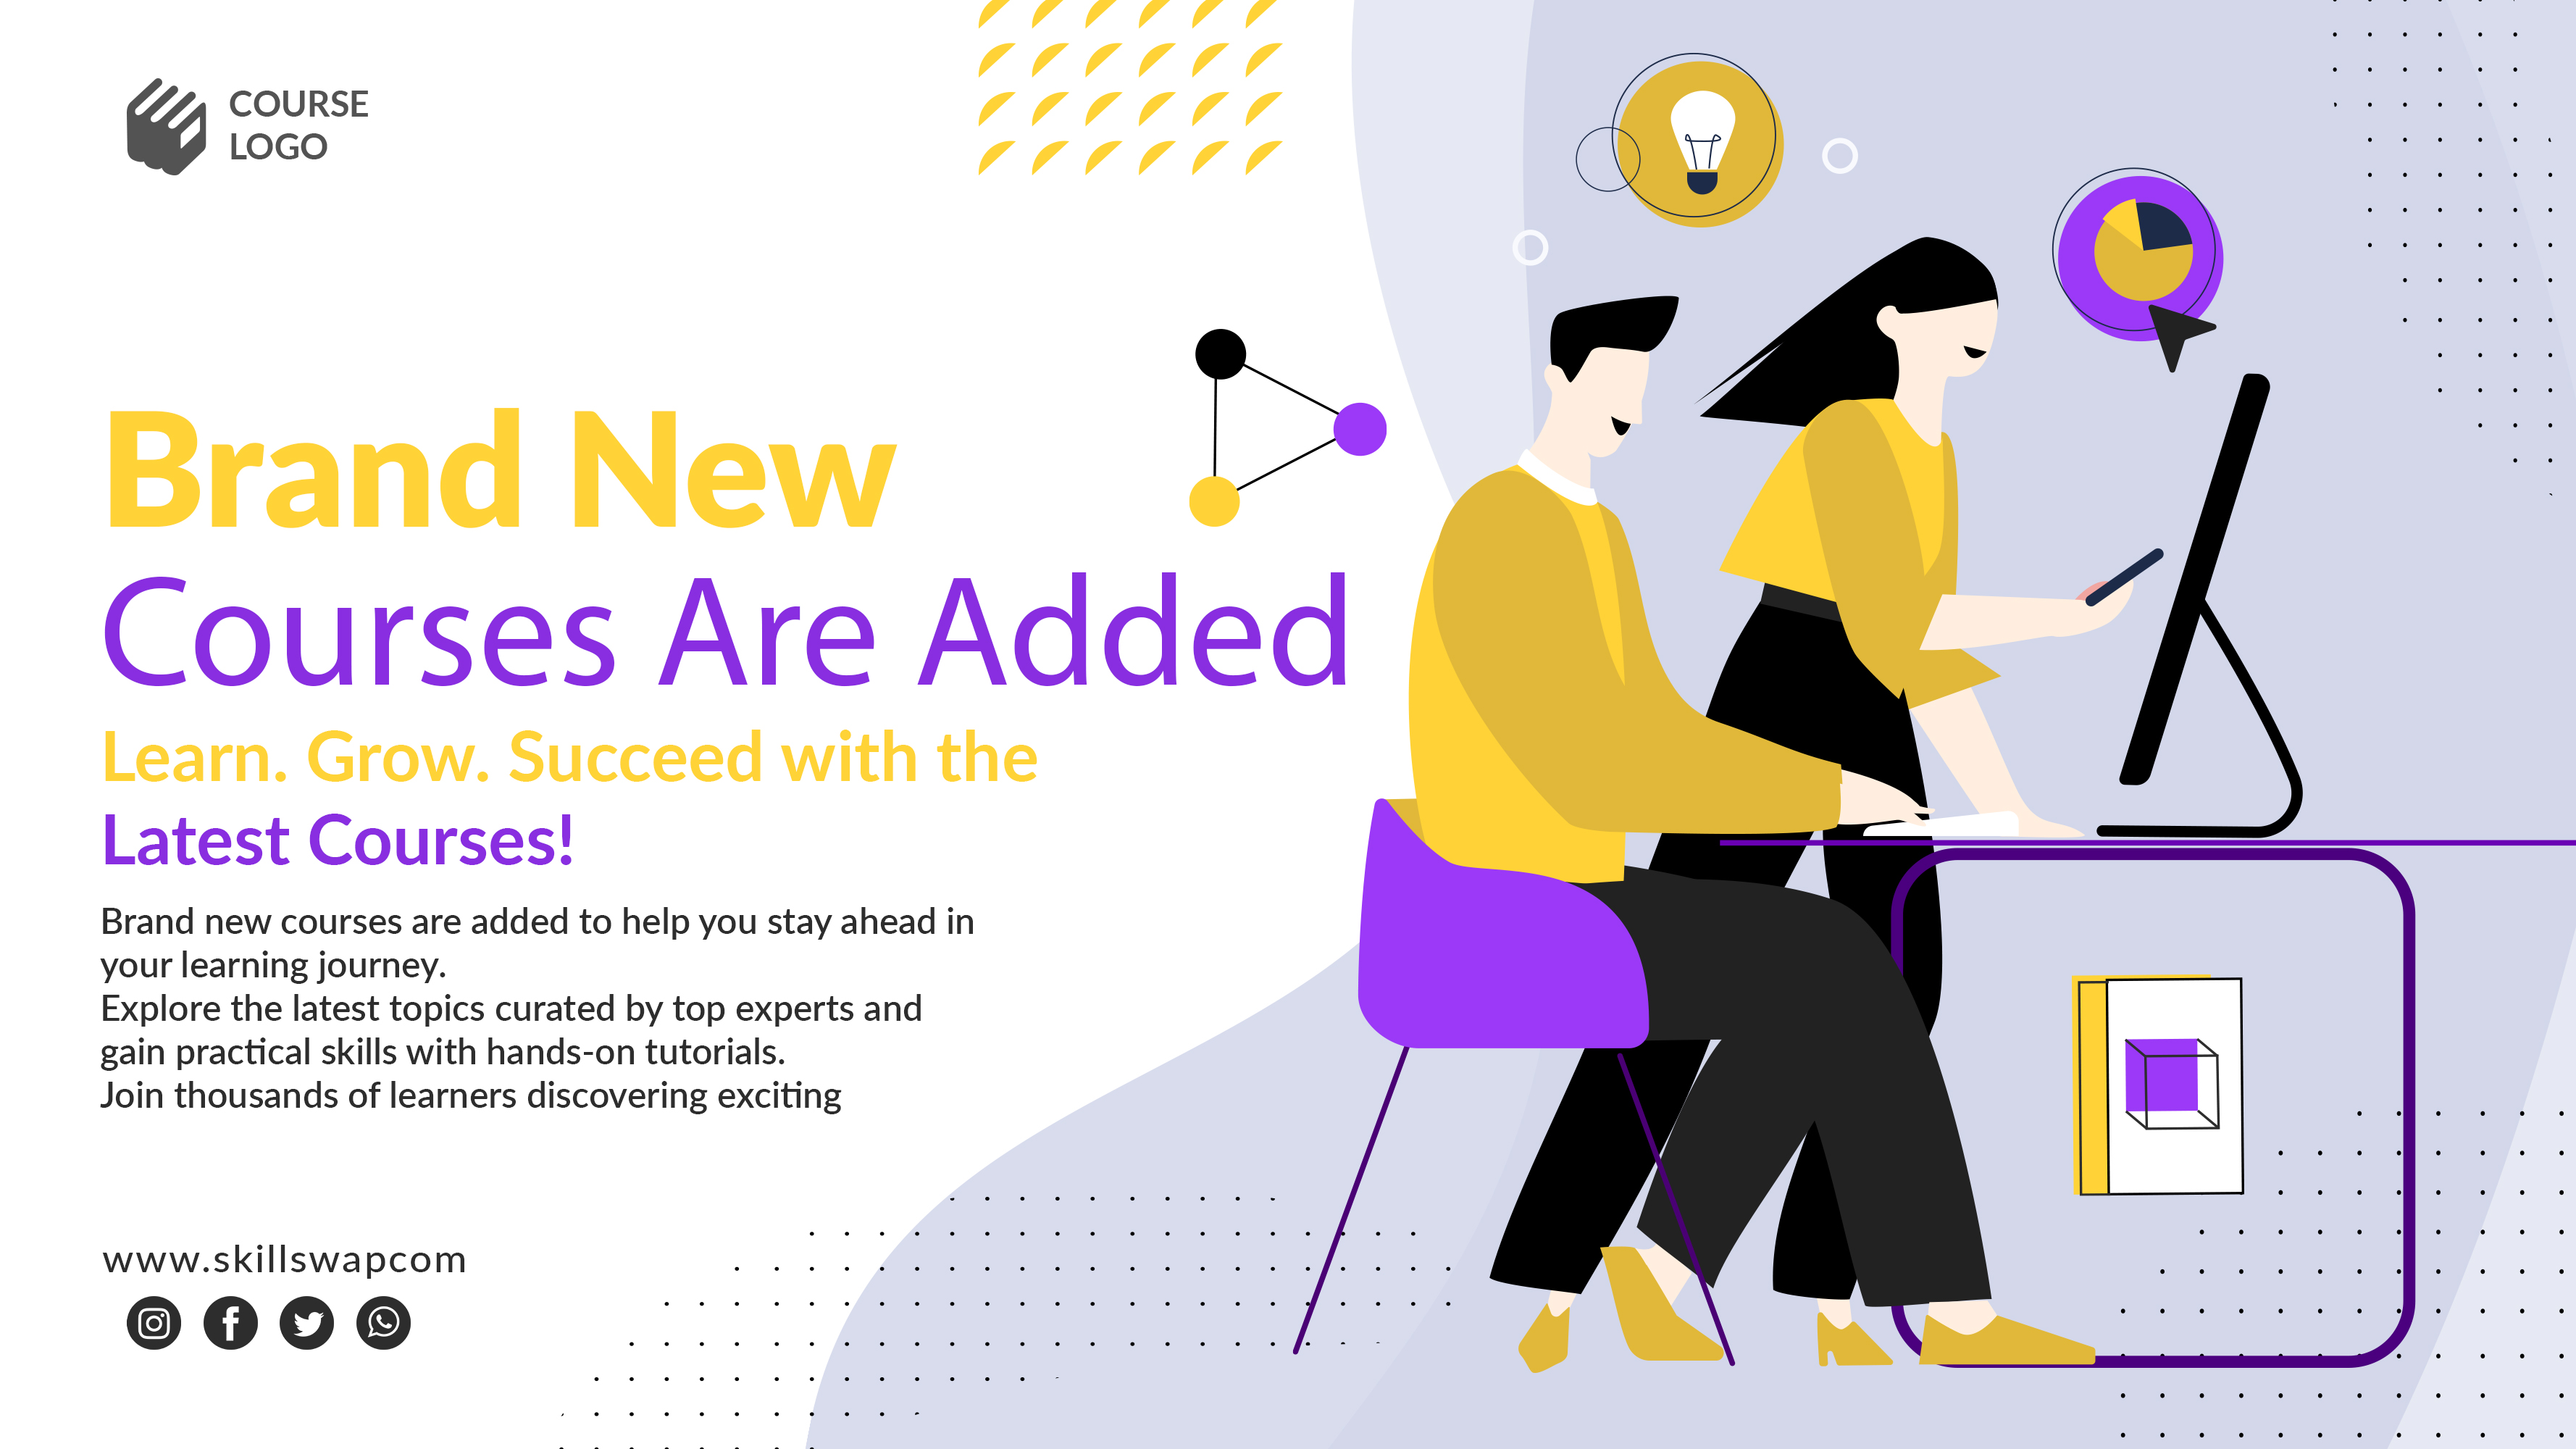 COURSE
LOGO
Brand New
Courses Are Added
Learn. Grow. Succeed with the
Latest Courses!
Brand new courses are added to help you stay ahead in
your learning journey.
Explore the latest topics curated by top experts and
gain practical skills with hands-on tutorials.
Join thousands of learners discovering exciting
www.skillswapcom